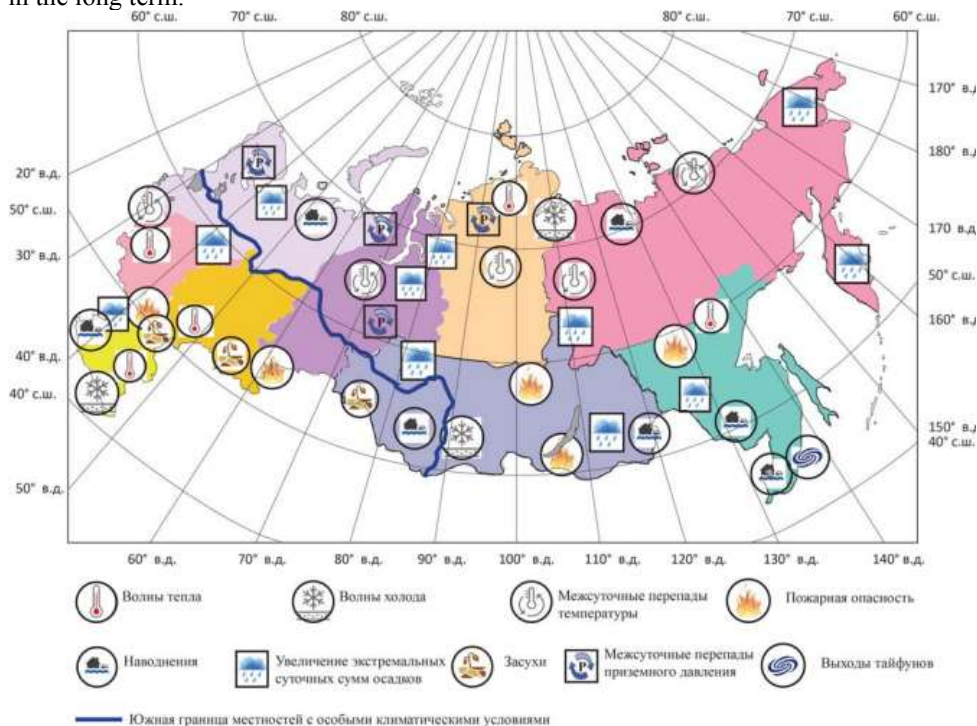 in the long term.
60° с.ш. 70° с.ш. 80° с.ш. 80° с.ш. 70° с.ш. 60° с.ш.
170° в.д.
180° в.д.
20° в.д.
50° с.ш.
170 в.д.
30° в.д.
50° с.ш.
160° в.д.
40° в.д.
40° с.ш.
150° в.д.
40° с.ш.
50° в.д.
60° в.д. 70° в.д. 80° в.д. 90° в.д. 100° в.д. 110° в.д. 120° в.д. 130° в.д. 140° в.д.
P
P
P
P
Волны тепла
Волны холода
Межсуточные перепады
температуры
Пожарная опасность
Наводнения
Увеличение экстремальных
суточных сумм осадков
Засухи
P
Межсуточные перепады
приземного давления
Выходы тайфунов
Южная граница местностей с особыми климатическими условиями